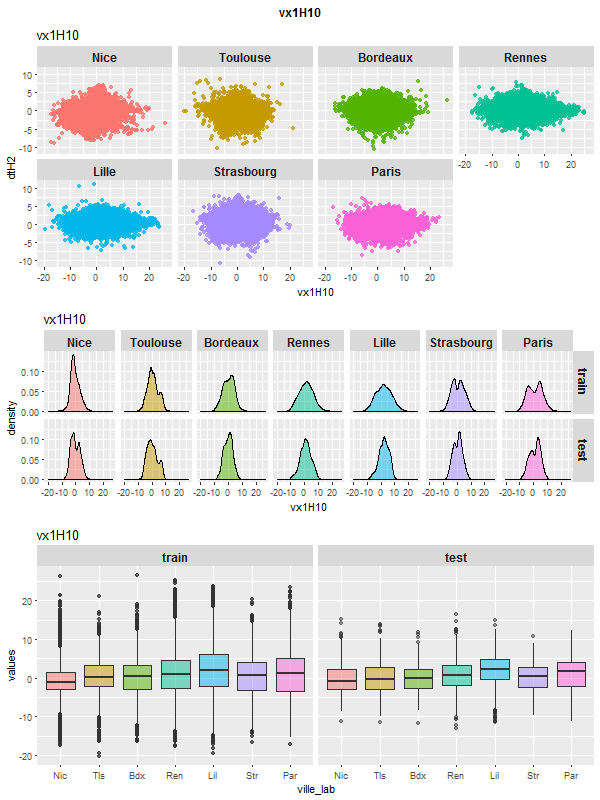 vx1H10
vx1H10
Nice Toulouse Bordeaux Rennes
10
5
0
-5
-10
-20 -10 0 10 20
Lille Strasbourg Paris
10
5
0
-5
-10
-20 -10 0 10 20 -20 -10 0 10 20 -20 -10 0 10 20
dtH2
vx1H10
vx1H10
Nice Toulouse Bordeaux Rennes Lille Strasbourg Paris
0.10
0.05
0.00
train
0.10
0.05
0.00
test
density
-20 -10 0 10 20 -20 -10 0 10 20 -20 -10 0 10 20 -20 -10 0 10 20 -20 -10 0 10 20 -20 -10 0 10 20 -20 -10 0 10 20
vx1H10
vx1H10
train test
20
10
0
-10
-20
values
Nic Tls Bdx Ren Lil Str Par Nic Tls Bdx Ren Lil Str Par
ville_lab